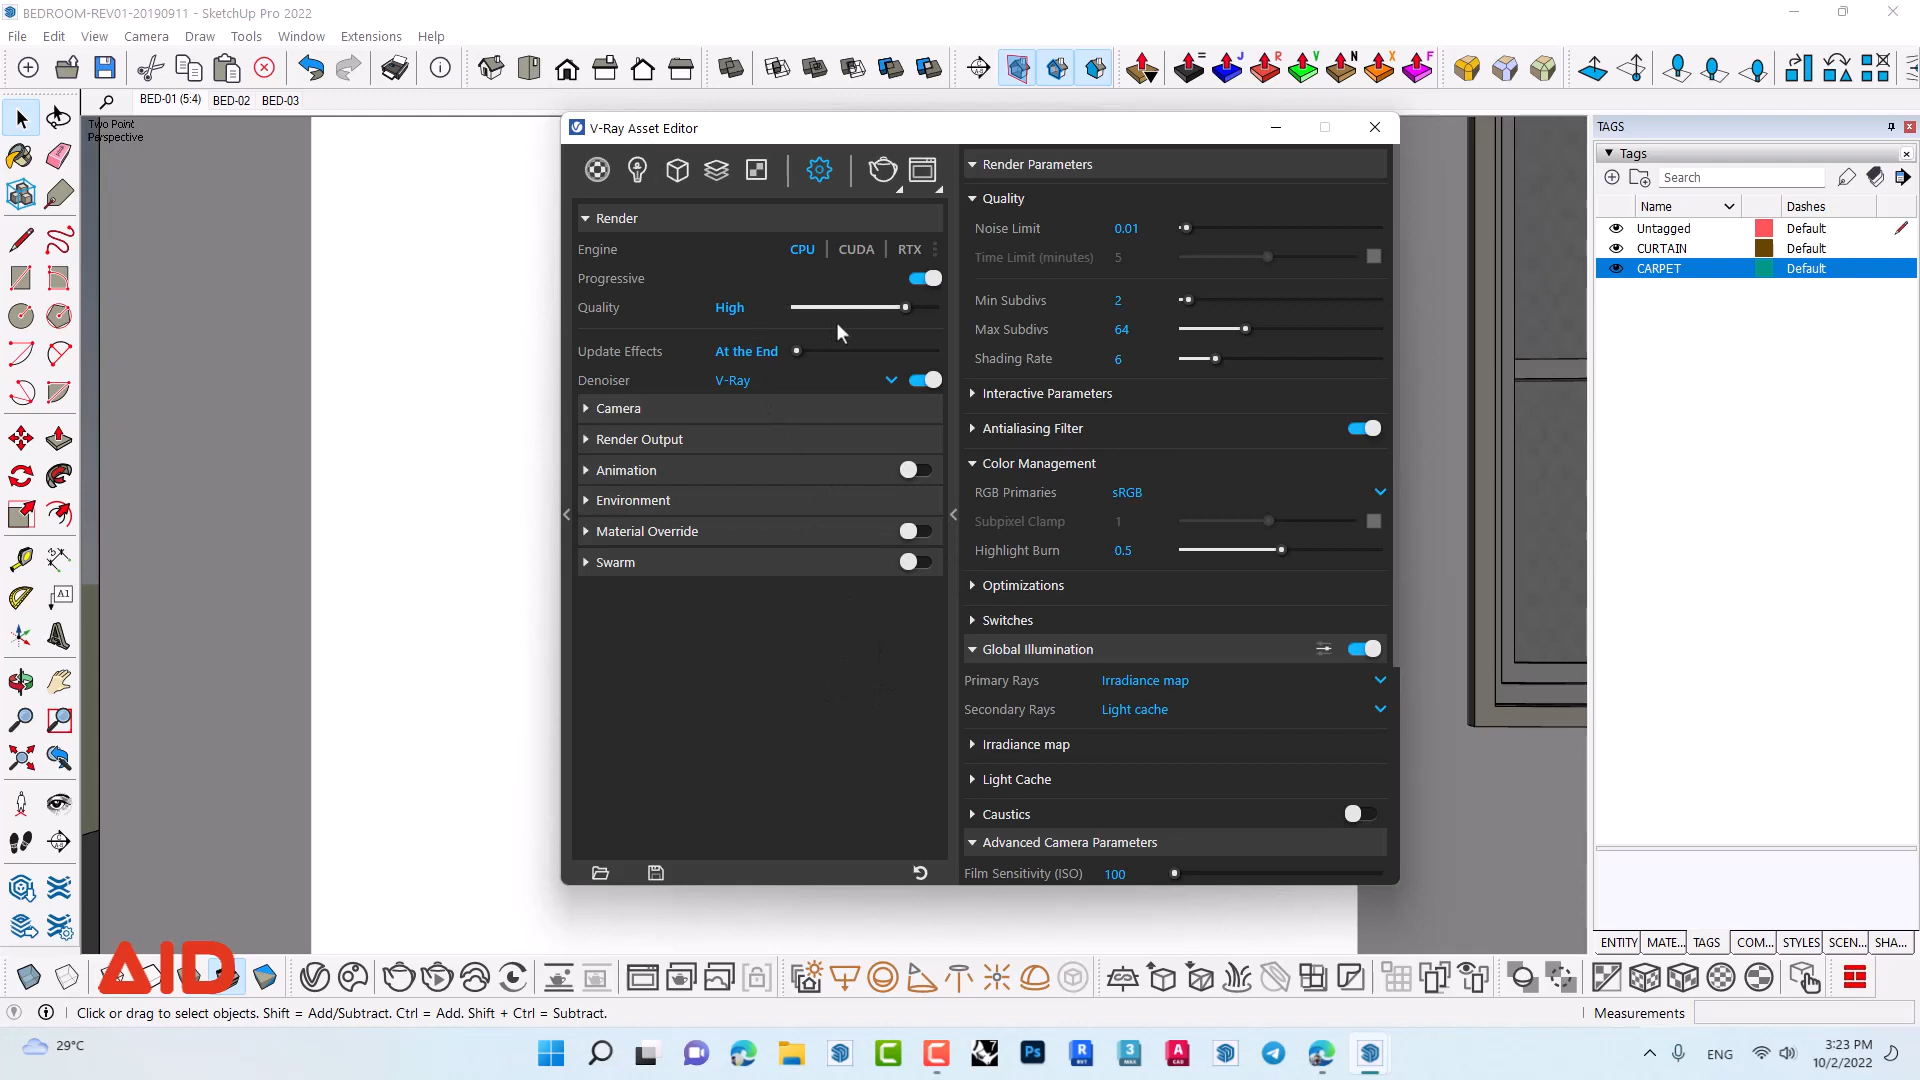 BEDROOM-REV01-20190911 - SketchUp Pro 2022
File Edit View Camera Draw Tools Window Extensions Help
BED-01 (5:4) BED-02 BED-03
Two Point
Perspective
V-Ray Asset Editor
Render
Engine CPU CUDA RTX
Progressive
Quality High
Update Effects At the End
Denoiser V-Ray
Camera
Render Output
Animation
Environment
Material Override
Swarm
Render Parameters
Quality
Noise Limit 0.01
Time Limit (minutes) 5
Min Subdivs 2
Max Subdivs 64
Shading Rate 6
Interactive Parameters
Antialiasing Filter
Color Management
RGB Primaries sRGB
Subpixel Clamp 1
Highlight Burn 0.5
Optimizations
Switches
Global Illumination
Primary Rays Irradiance map
Secondary Rays Light cache
Irradiance map
Light Cache
Caustics
Advanced Camera Parameters
Film Sensitivity (ISO) 100
TAGS
Tags
Search
Name Dashes
Untagged Default
CURTAIN Default
CARPET Default
ENTITY MATE... TAGS COM... STYLES SCEN... SHA...
AID
Click or drag to select objects. Shift = Add/Subtract. Ctrl = Add. Shift + Ctrl = Subtract.
Measurements
29°C
ENG
3:23 PM
10/2/2022